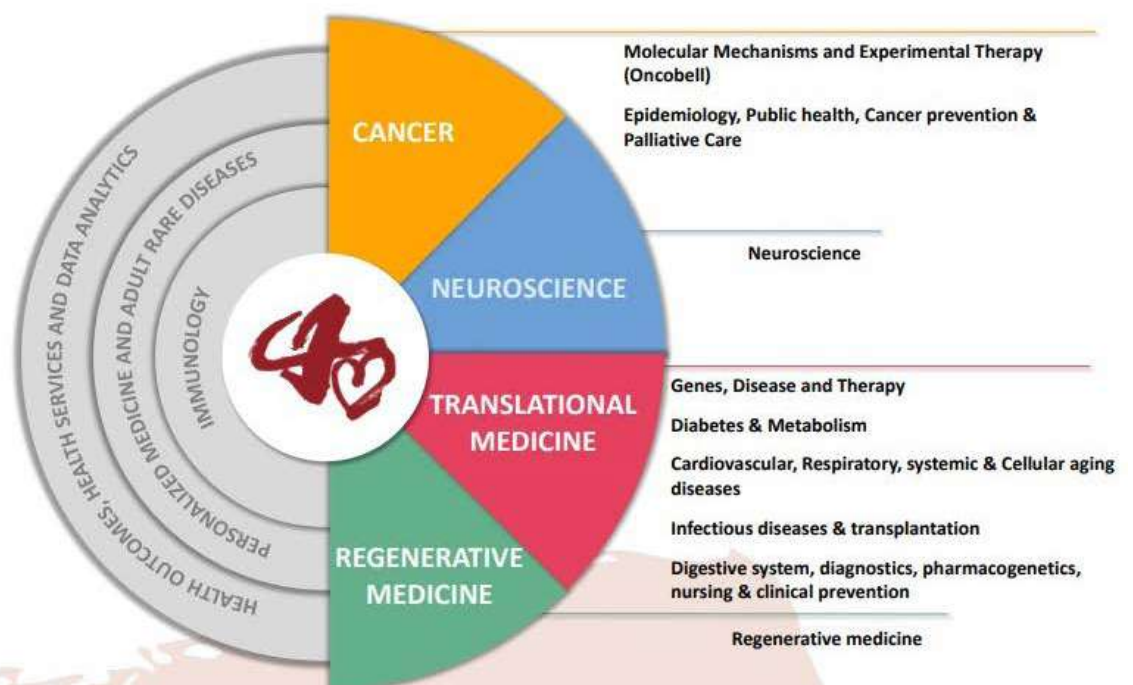 HEALTH OUTCOMES, HEALTH SERVICES AND DATA ANALYTICS
PERSONALIZED MEDICINE AND ADULT RARE DISEASES
IMMUNOLOGY
CANCER
Molecular Mechanisms and Experimental Therapy
(Oncobell)
Epidemiology, Public health, Cancer prevention &
Palliative Care
NEUROSCIENCE
Neuroscience
TRANSLATIONAL
MEDICINE
Genes, Disease and Therapy
Diabetes & Metabolism
Cardiovascular, Respiratory, systemic & Cellular aging
diseases
Infectious diseases & transplantation
Digestive system, diagnostics, pharmacogenetics,
nursing & clinical prevention
REGENERATIVE
MEDICINE
Regenerative medicine